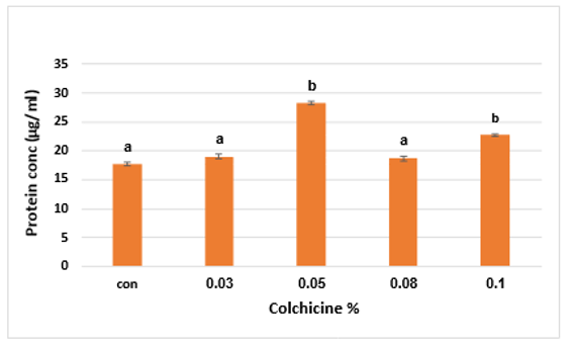 Protein conc (µg/ ml)
35
30
25
20
15
10
5
0
a
a
b
a
b
con 0.03 0.05 0.08 0.1
Colchicine %